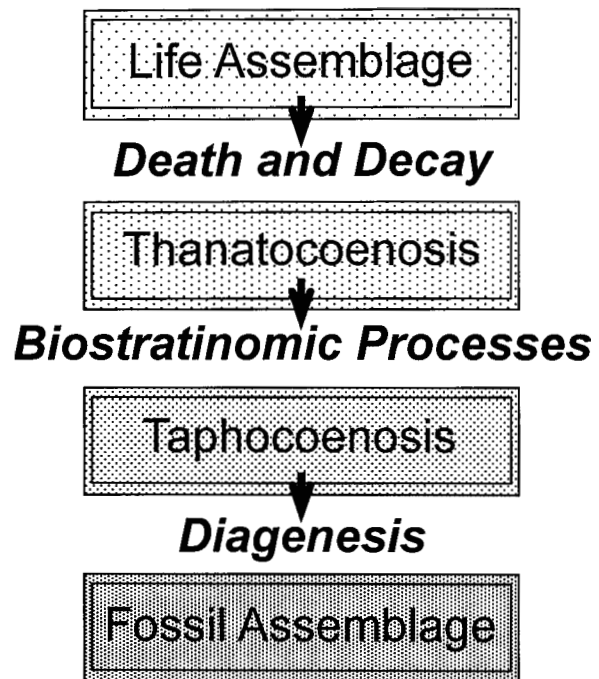 Life Assemblage
Death and Decay
Thanatocoenosis
Biostratinomic Processes
Taphocoenosis
Diagenesis
Fossil Assemblage